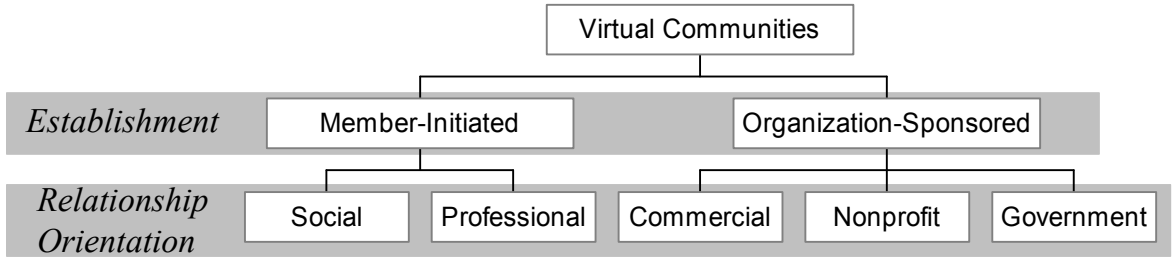 Virtual Communities
Establishment
Member-Initiated
Organization-Sponsored
Relationship
Orientation
Social
Professional
Commercial
Nonprofit
Government